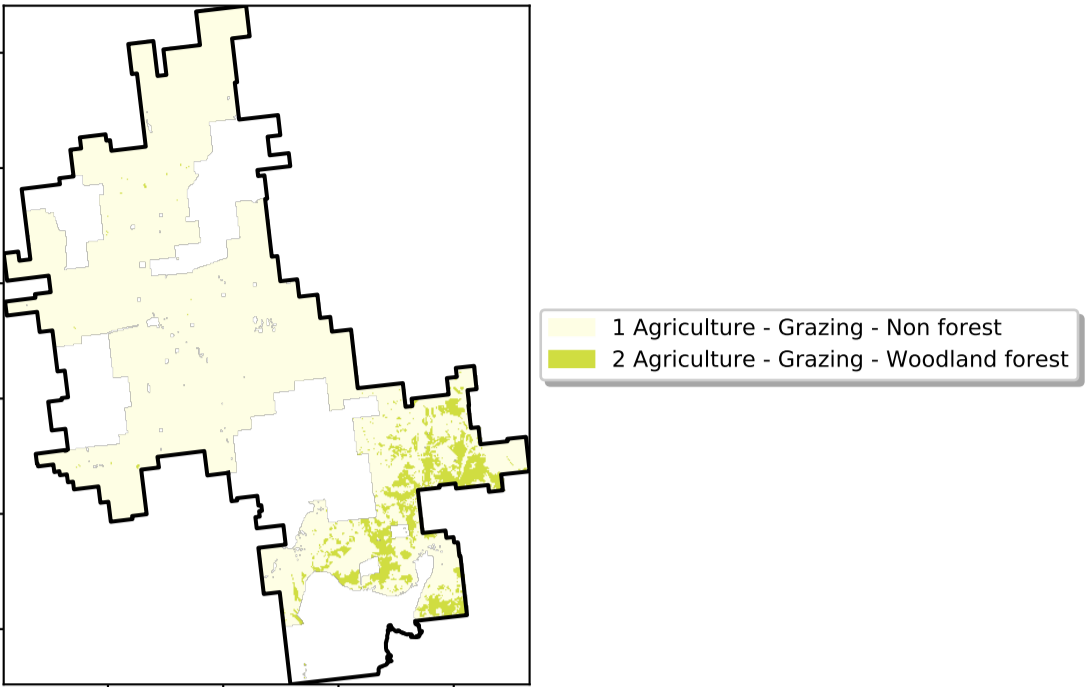 1 Agriculture - Grazing - Non forest
2 Agriculture - Grazing - Woodland forest